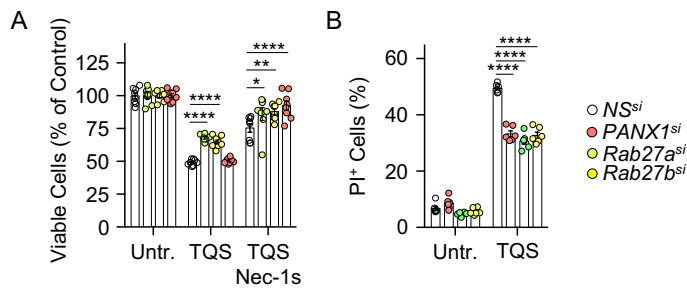 A
Viable Cells (% of Control)
125
100
75
50
25
0
****
****
****
**
*
Untr.
TQS
TQS
Nec-1s
B
PI⁺ Cells (%)
60
40
20
0
****
****
****
Untr.
TQS
NSˢⁱ
PANX1ˢⁱ
Rab27aˢⁱ
Rab27bˢⁱ